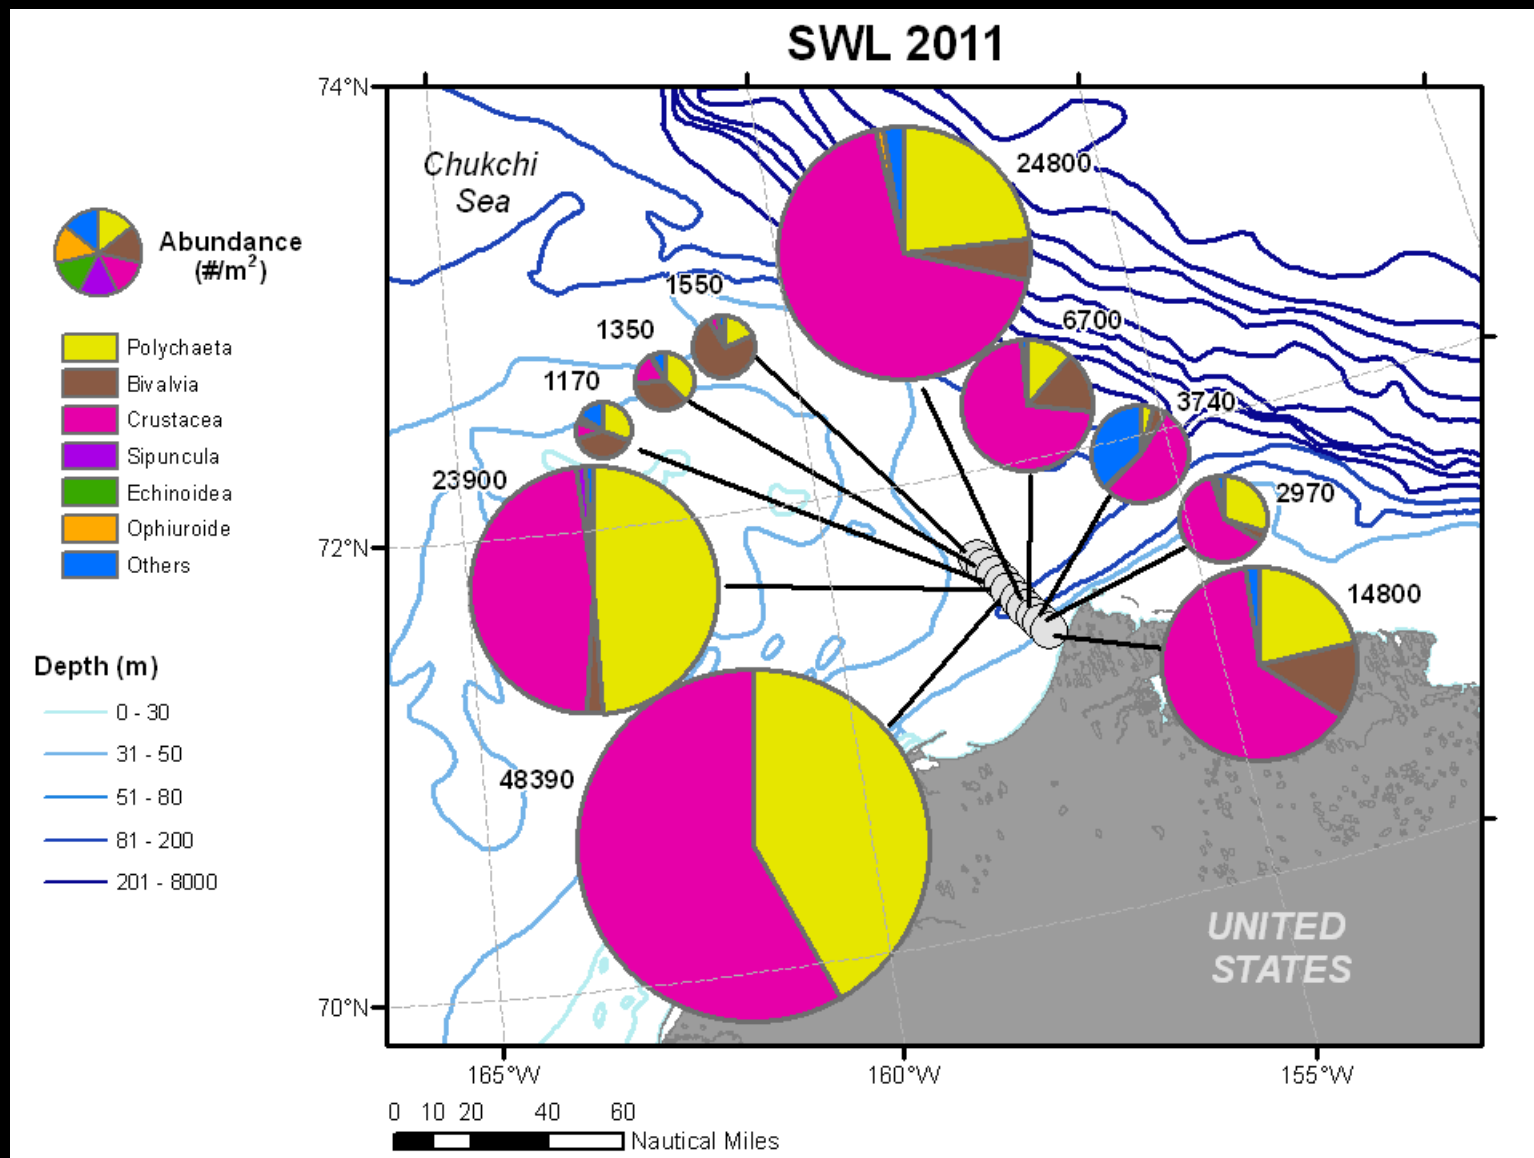 SWL 2011
74°N
Chukchi
Sea
24800
Abundance
(#/m²)
1550
6700
1350
Polychaeta
1170
Bivalvia
3740
Crustacea
Sipuncula
23900
2970
Echinoidea
Ophiuroide
72°N
Others
14800
Depth (m)
0 - 30
31 - 50
48390
51 - 80
81 - 200
201 - 8000
UNITED
STATES
70°N
165°W 160°W 155°W
0 10 20 40 60
Nautical Miles